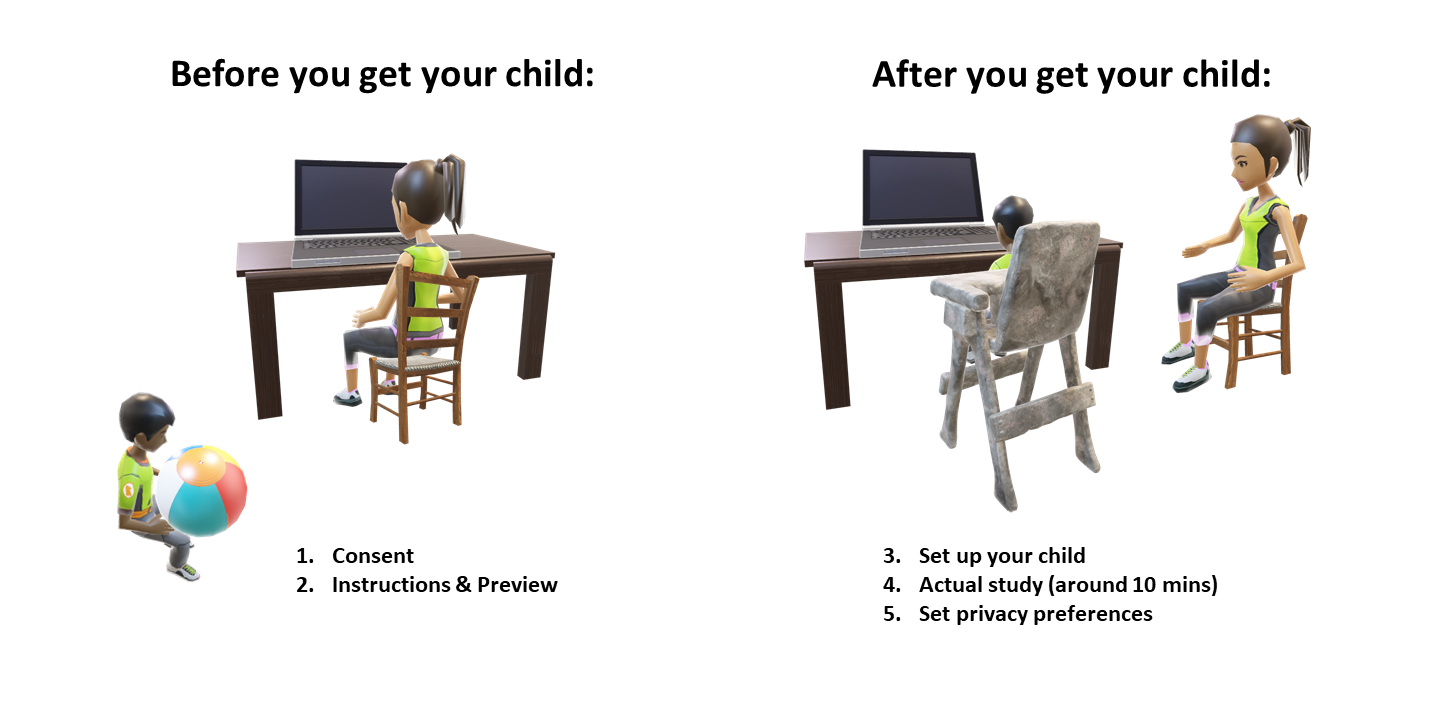 Before you get your child:
1. Consent
2. Instructions & Preview
After you get your child:
3. Set up your child
4. Actual study (around 10 mins)
5. Set privacy preferences